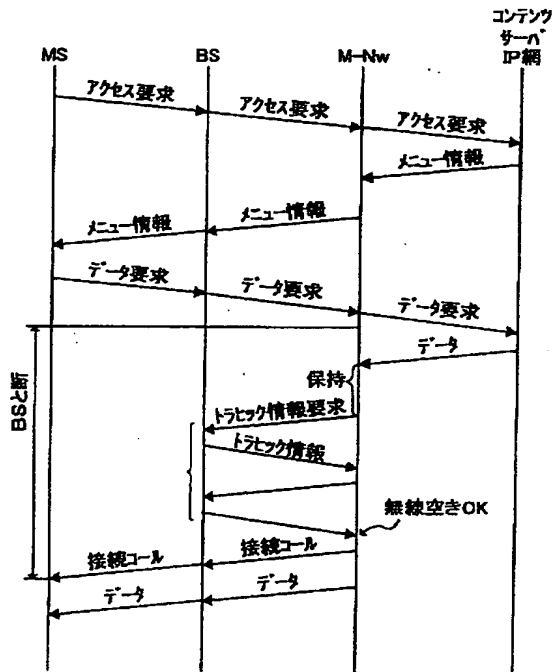 コンテンツ
サーバ
IP網
MS
BS
M-Nw
アクセス要求
アクセス要求
アクセス要求
メニュー情報
メニュー情報
メニュー情報
データ要求
データ要求
データ要求
データ
BSと断
保持
トラヒック情報要求
トラヒック情報
無線空きOK
接続コール
接続コール
データ
データ